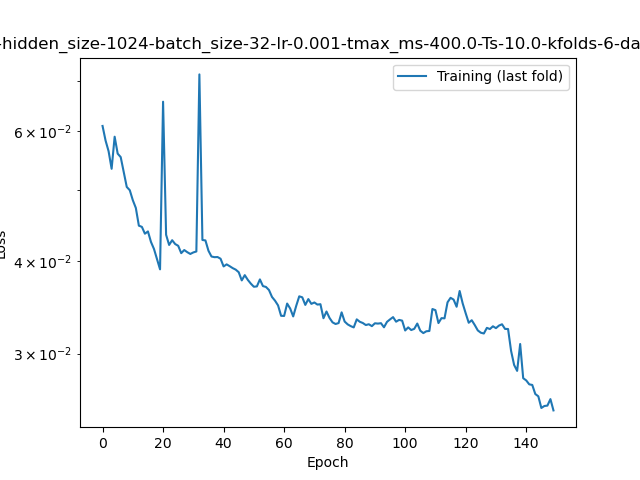 -hidden_size-1024-batch_size-32-lr-0.001-tmax_ms-400.0-Ts-10.0-kfolds-6-da
Training (last fold)
6 × 10⁻²
4 × 10⁻²
3 × 10⁻²
Loss
0 20 40 60 80 100 120 140
Epoch